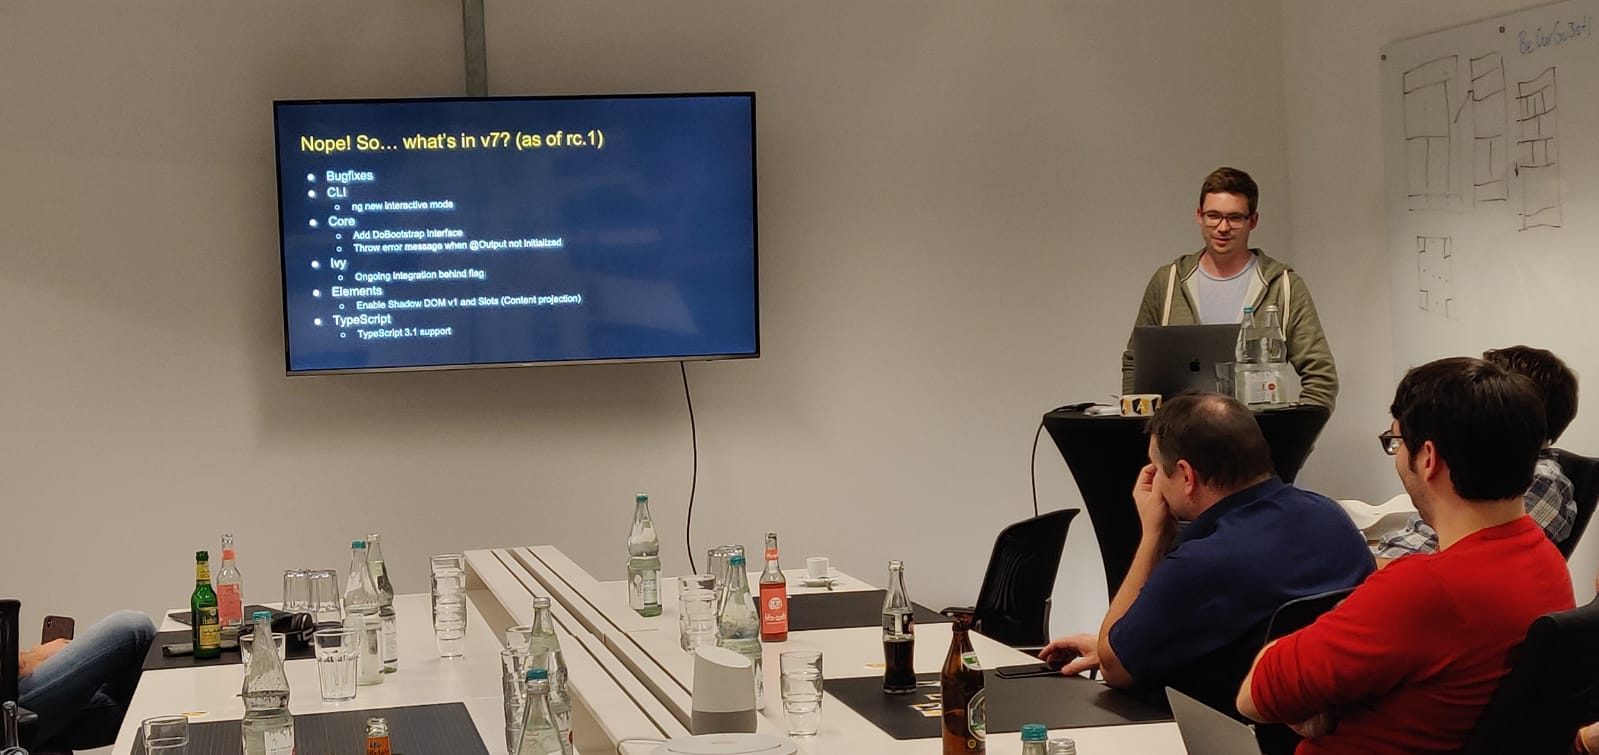 Nope! So... what's in v7? (as of rc.1)
Bugfixes
CLI
ng new interactive mode
Core
Add DoBootstrap Interface
Throw error message when @Output not initialized
Ivy
Ongoing integration behind flag
Elements
Enable Shadow DOM v1 and Slots (Content projection)
TypeScript
TypeScript 3.1 support
Be OurGu3st!